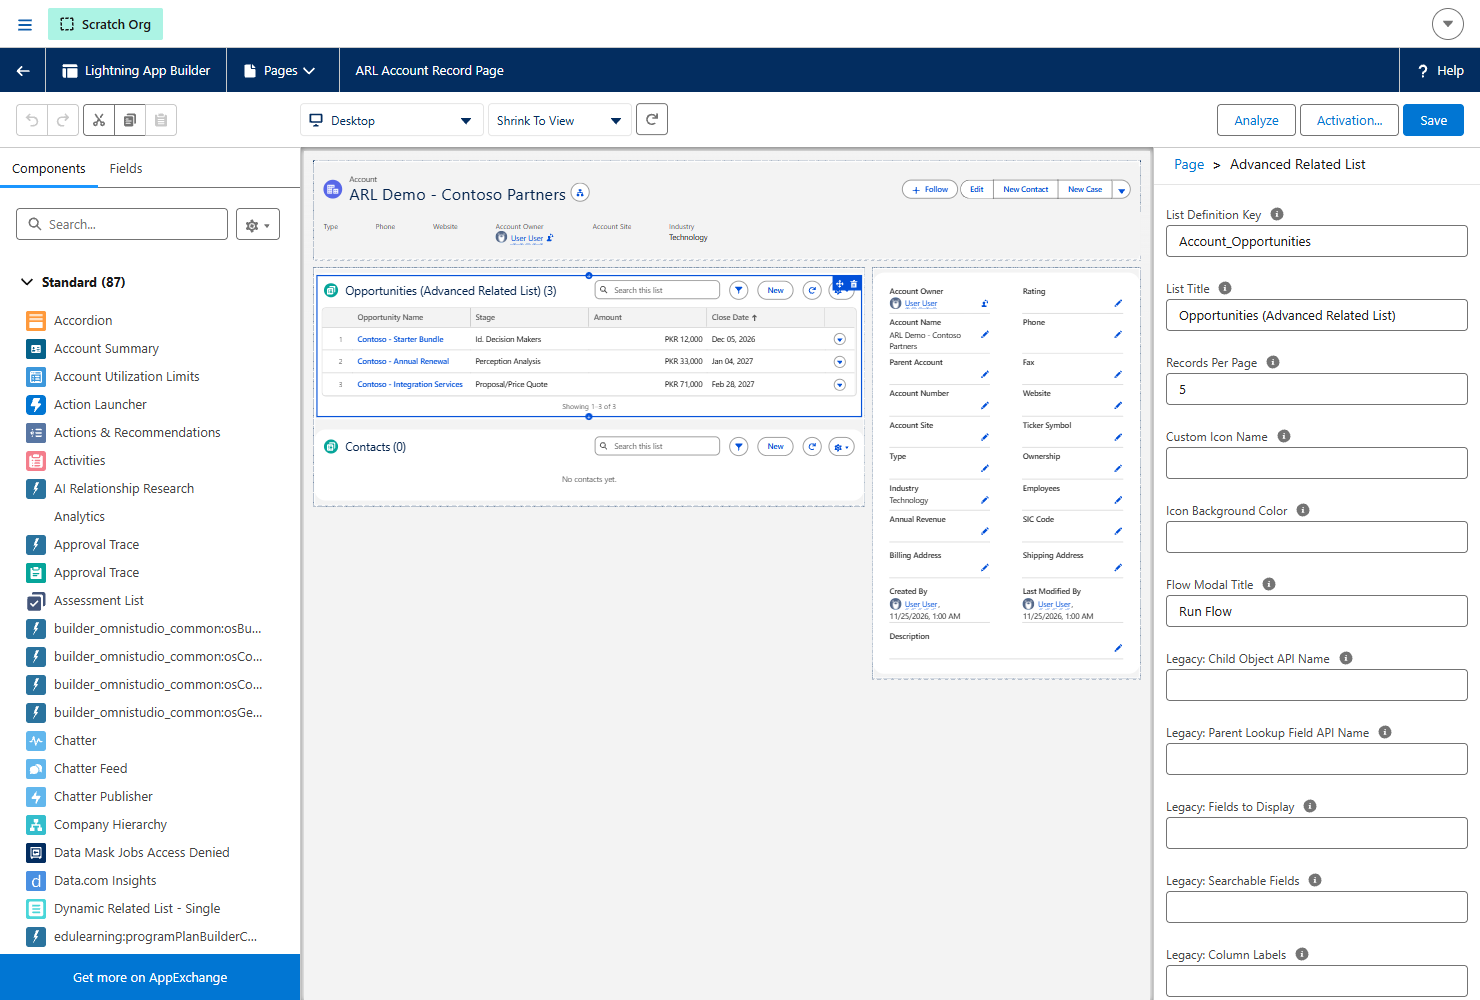 Scratch Org
Lightning App Builder
Pages
ARL Account Record Page
? Help
Desktop
Shrink To View
Analyze
Activation...
Save
Components
Fields
Search...
Standard (87)
Accordion
Account Summary
Account Utilization Limits
Action Launcher
Actions & Recommendations
Activities
AI Relationship Research
Analytics
Approval Trace
Approval Trace
Assessment List
builder_omnistudio_common:osBu...
builder_omnistudio_common:osCo...
builder_omnistudio_common:osCo...
builder_omnistudio_common:osGe...
Chatter
Chatter Feed
Chatter Publisher
Company Hierarchy
Data Mask Jobs Access Denied
Data.com Insights
Dynamic Related List - Single
edulearning:programPlanBuilderC...
Get more on AppExchange
Account
ARL Demo - Contoso Partners
+ Follow
Edit
New Contact
New Case
Type
Phone
Website
Account Owner
User User
Account Site
Industry
Technology
Opportunities (Advanced Related List) (3)
Search this list
New
Opportunity Name Stage Amount Close Date
1 Contoso - Starter Bundle Id. Decision Makers PKR 12,000 Dec 05, 2026
2 Contoso - Annual Renewal Perception Analysis PKR 33,000 Jan 04, 2027
3 Contoso - Integration Services Proposal/Price Quote PKR 71,000 Feb 28, 2027
Showing 1-3 of 3
Contacts (0)
Search this list
New
No contacts yet.
Account Owner
User User
Rating
Account Name
ARL Demo - Contoso
Partners
Phone
Parent Account
Fax
Account Number
Website
Account Site
Ticker Symbol
Type
Ownership
Industry
Technology
Employees
Annual Revenue
SIC Code
Billing Address
Shipping Address
Created By
User User,
11/25/2026, 1:00 AM
Last Modified By
User User,
11/25/2026, 1:00 AM
Description
Page > Advanced Related List
List Definition Key
Account_Opportunities
List Title
Opportunities (Advanced Related List)
Records Per Page
5
Custom Icon Name
Icon Background Color
Flow Modal Title
Run Flow
Legacy: Child Object API Name
Legacy: Parent Lookup Field API Name
Legacy: Fields to Display
Legacy: Searchable Fields
Legacy: Column Labels